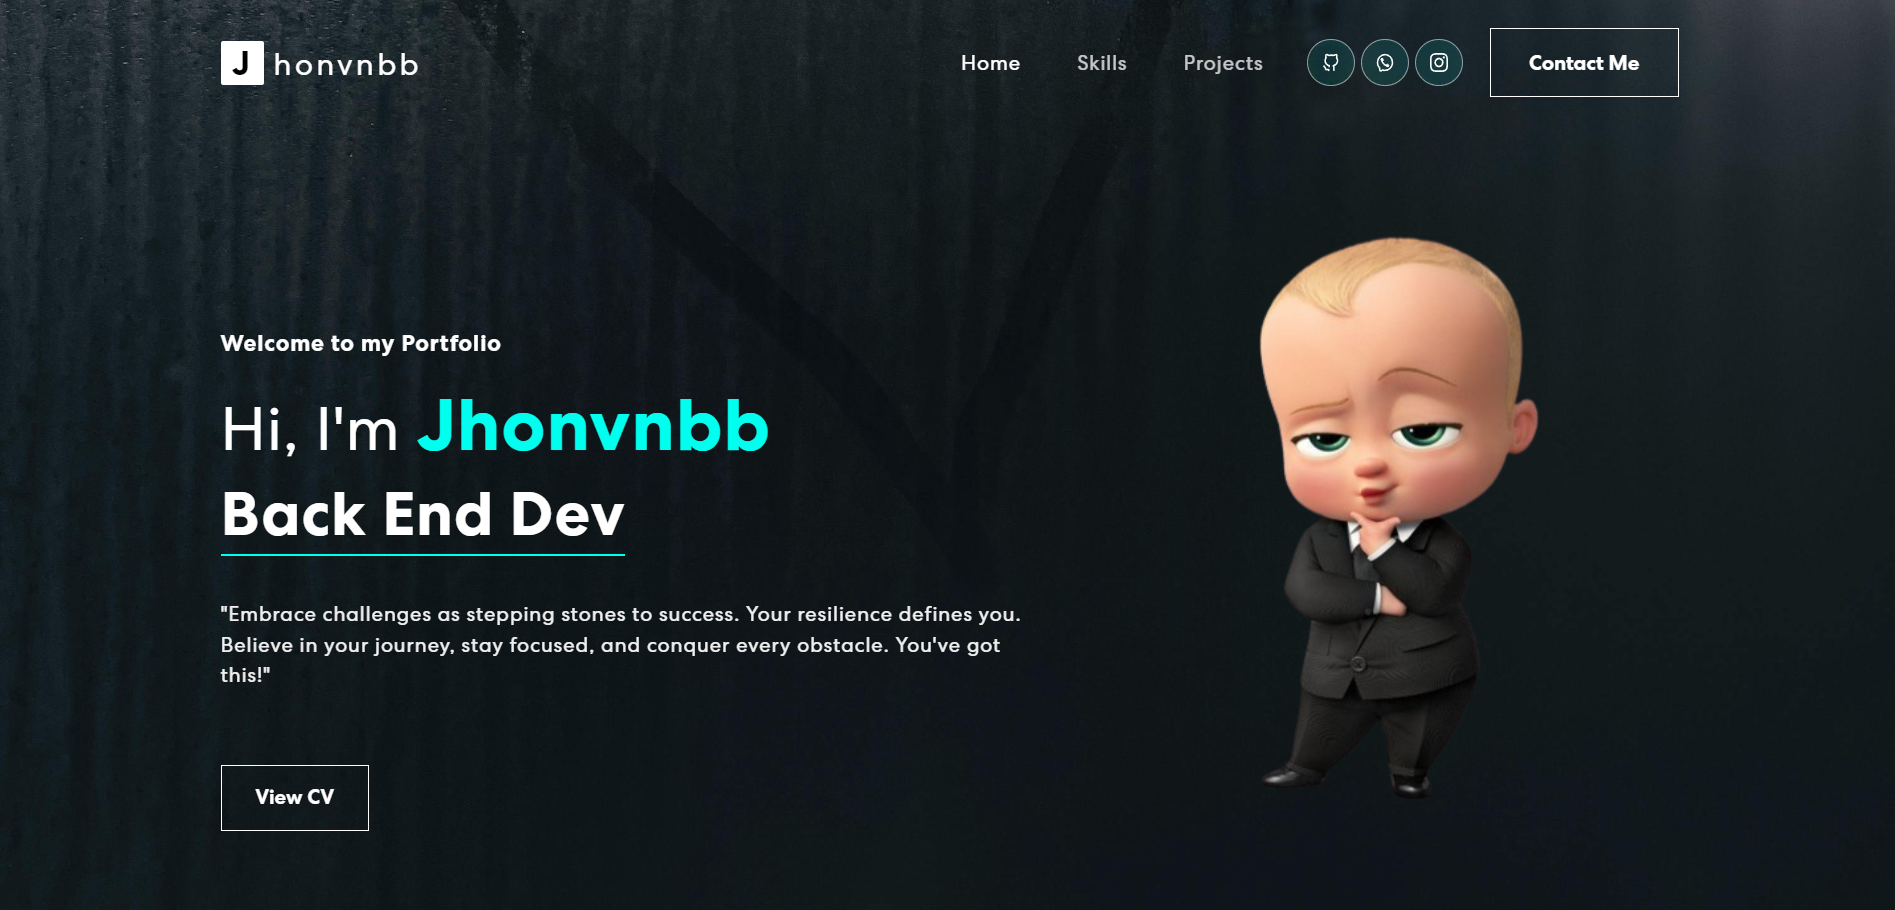 Jhonvnbb
Home Skills Projects Contact Me
Welcome to my Portfolio
Hi, I'm Jhonvnbb
Back End Dev
"Embrace challenges as stepping stones to success. Your resilience defines you.
Believe in your journey, stay focused, and conquer every obstacle. You've got
this!"
View CV